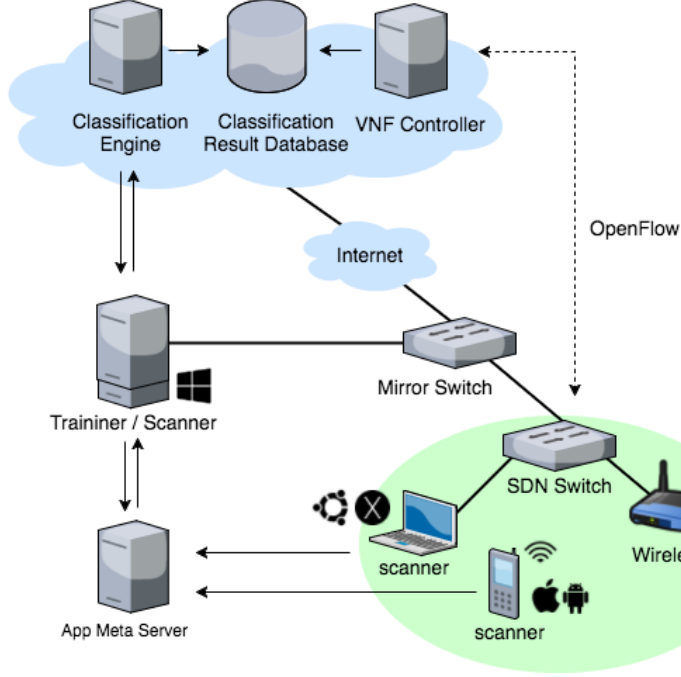 Classification
Engine
Classification
Result Database
VNF Controller
OpenFlow
Internet
Mirror Switch
Traininer / Scanner
SDN Switch
X
scanner
Wirele
App Meta Server
scanner